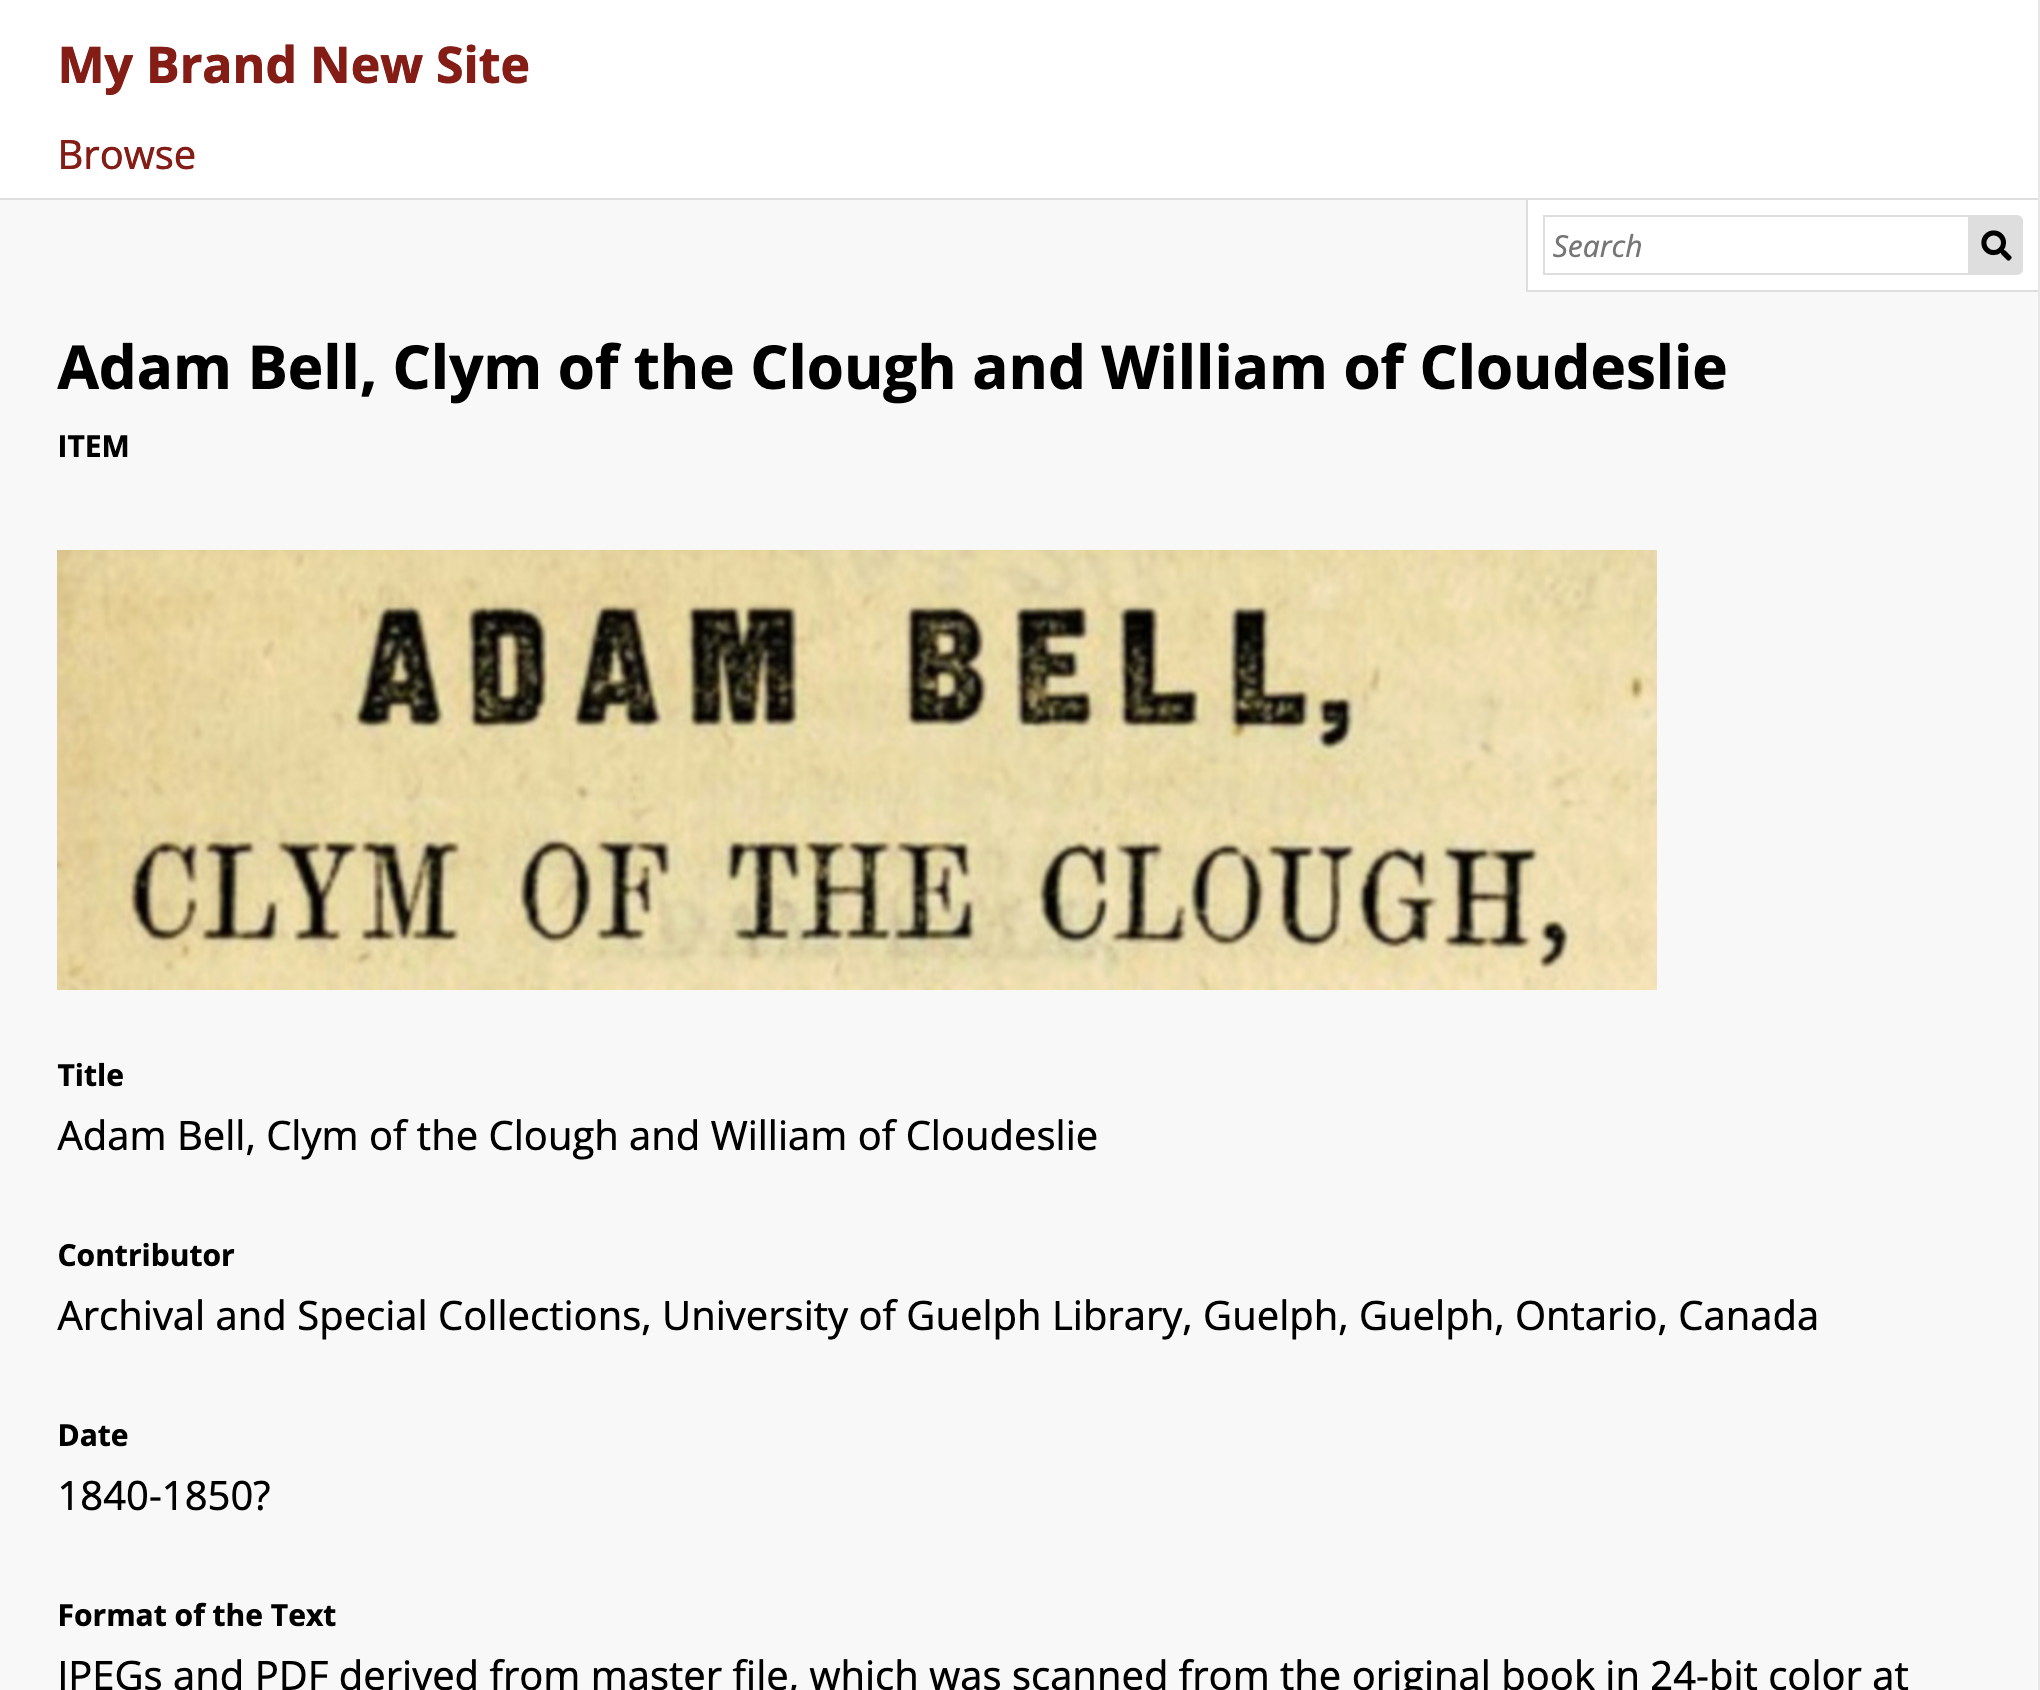 My Brand New Site
Browse
Search
Adam Bell, Clym of the Clough and William of Cloudeslie
ITEM
ADAM BELL,
CLYM OF THE CLOUGH,
Title
Adam Bell, Clym of the Clough and William of Cloudeslie
Contributor
Archival and Special Collections, University of Guelph Library, Guelph, Guelph, Ontario, Canada
Date
1840-1850?
Format of the Text
JPEGs and PDF derived from master file, which was scanned from the original book in 24-bit color at